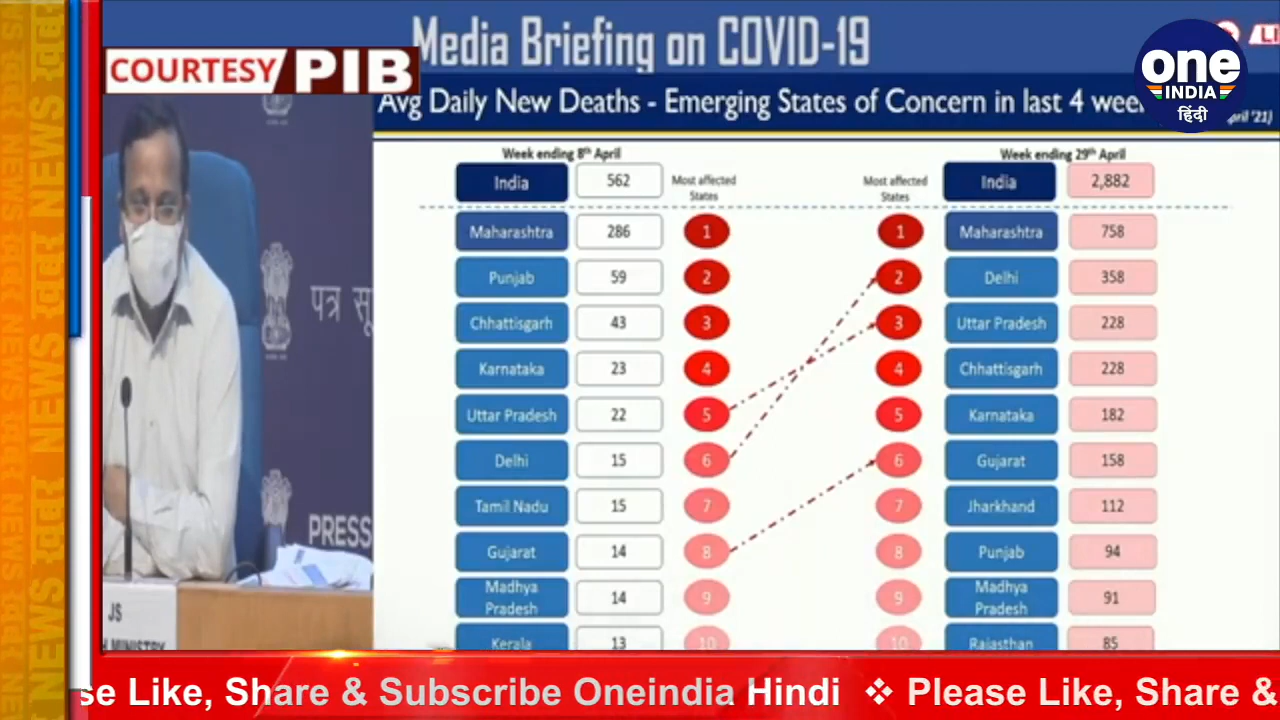 Media Briefing on COVID-19
COURTESY PIB
one
INDIA
हिंदी
Avg Daily New Deaths - Emerging States of Concern in last 4
'21)
Week ending 8th April
Week ending 29th April
India 562 Most affected States
Most affected States India 2,882
Maharashtra 286 1 1 Maharashtra 758
Punjab 59 2 2 Delhi 358
Chhattisgarh 43 3 3 Uttar Pradesh 228
Karnataka 23 4 4 Chhattisgarh 228
Uttar Pradesh 22 5 5 Karnataka 182
Delhi 15 6 6 Gujarat 158
Tamil Nadu 15 7 7 Jharkhand 112
Gujarat 14 8 8 Punjab 94
Madhya Pradesh 14 9 9 Madhya Pradesh 91
Kerala 13 10 10 Rajasthan 85
पत्र
PRESS
JS
MINISTRY
NEWS खबर NEWS
se Like, Share & Subscribe Oneindia Hindi ❖ Please Like, Share &